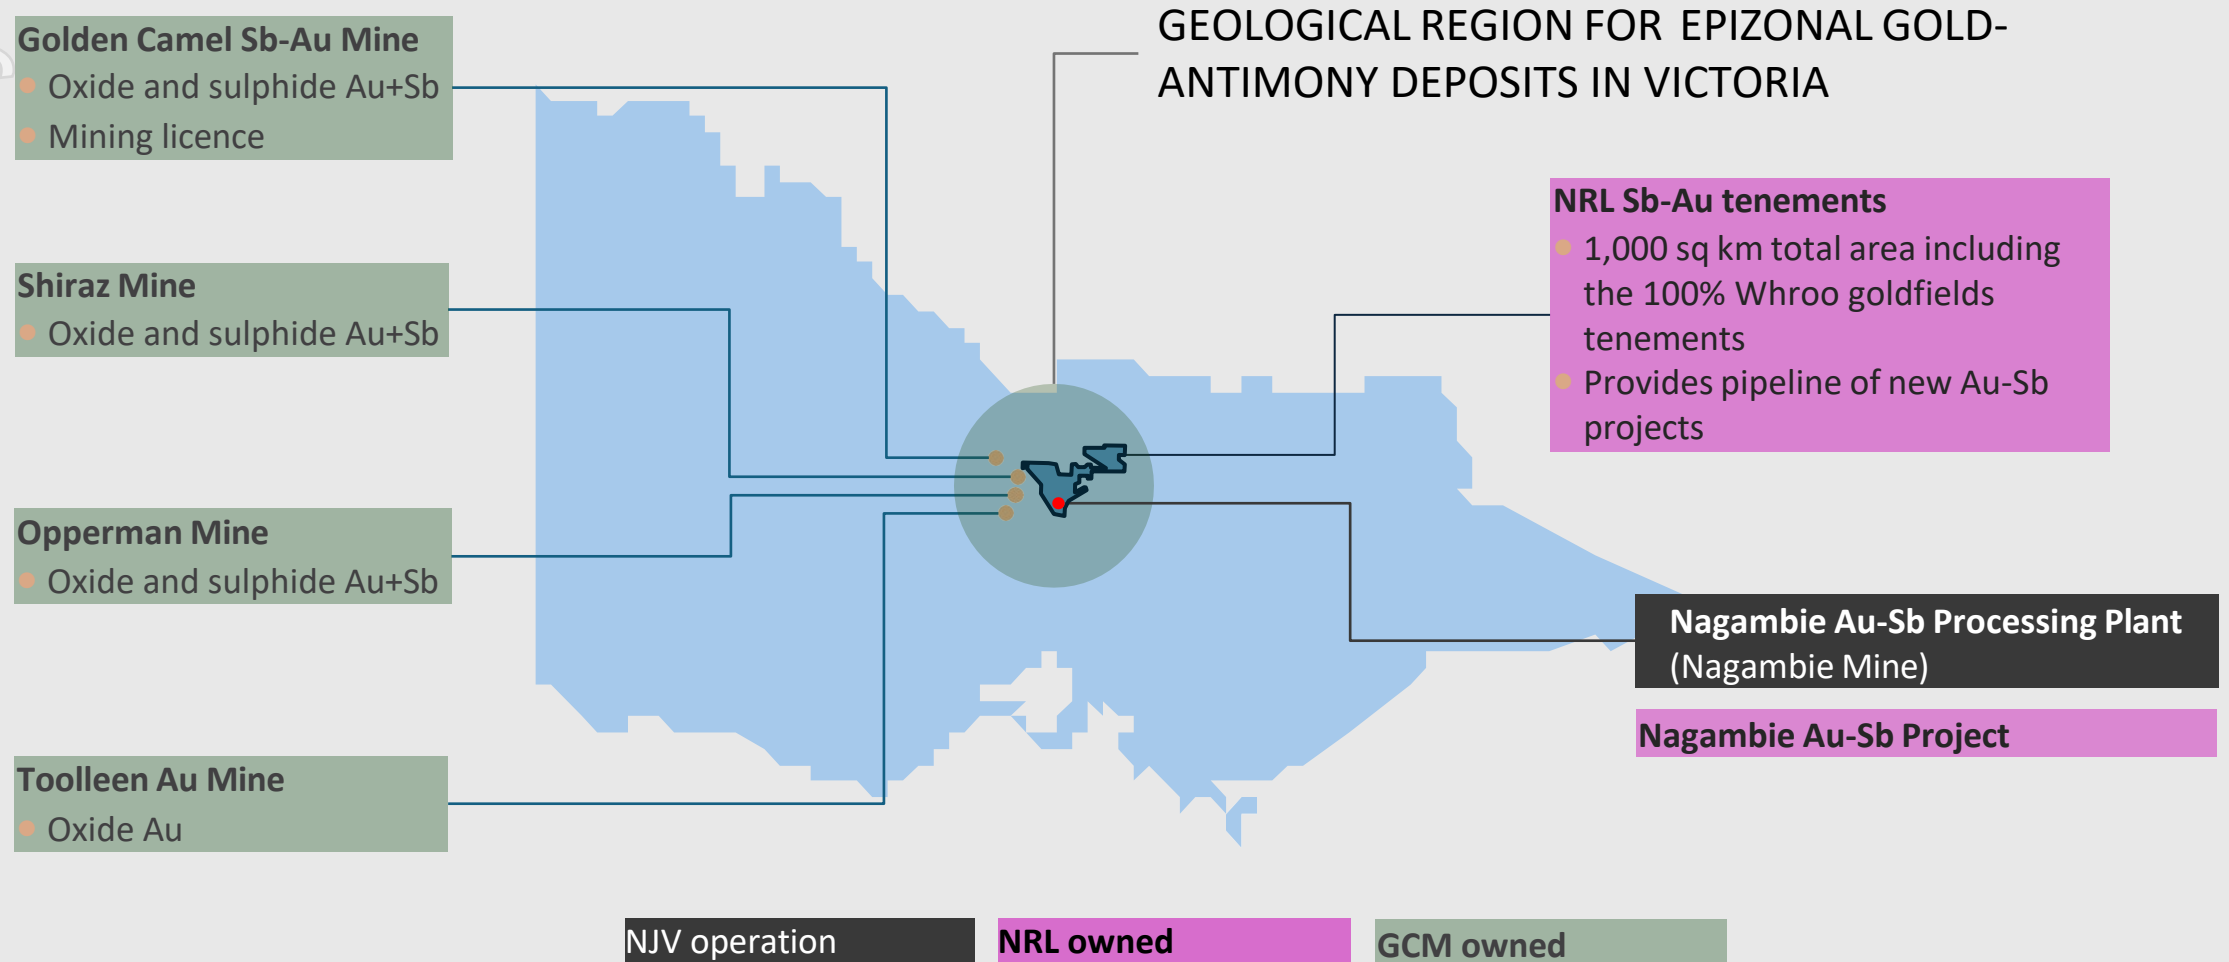 GEOLOGICAL REGION FOR EPIZONAL GOLD-
ANTIMONY DEPOSITS IN VICTORIA
Golden Camel Sb-Au Mine
Oxide and sulphide Au+Sb
Mining licence
Shiraz Mine
Oxide and sulphide Au+Sb
Opperman Mine
Oxide and sulphide Au+Sb
Toolleen Au Mine
Oxide Au
NRL Sb-Au tenements
1,000 sq km total area including
the 100% Whroo goldfields
tenements
Provides pipeline of new Au-Sb
projects
Nagambie Au-Sb Processing Plant
(Nagambie Mine)
Nagambie Au-Sb Project
NJV operation
NRL owned
GCM owned